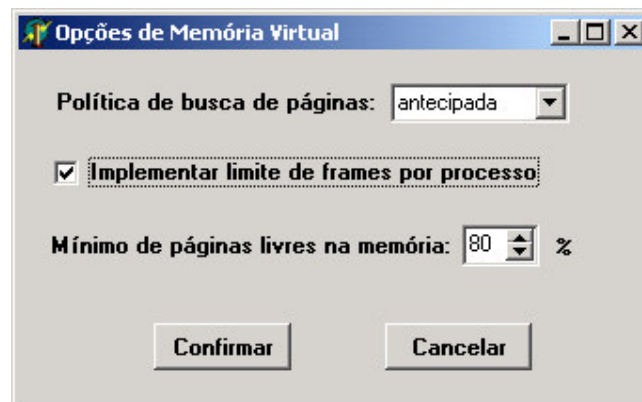 Opções de Memória Virtual
Política de busca de páginas: antecipada
Implementar limite de frames por processo
Mínimo de páginas livres na memória: 80 %
Confirmar Cancelar